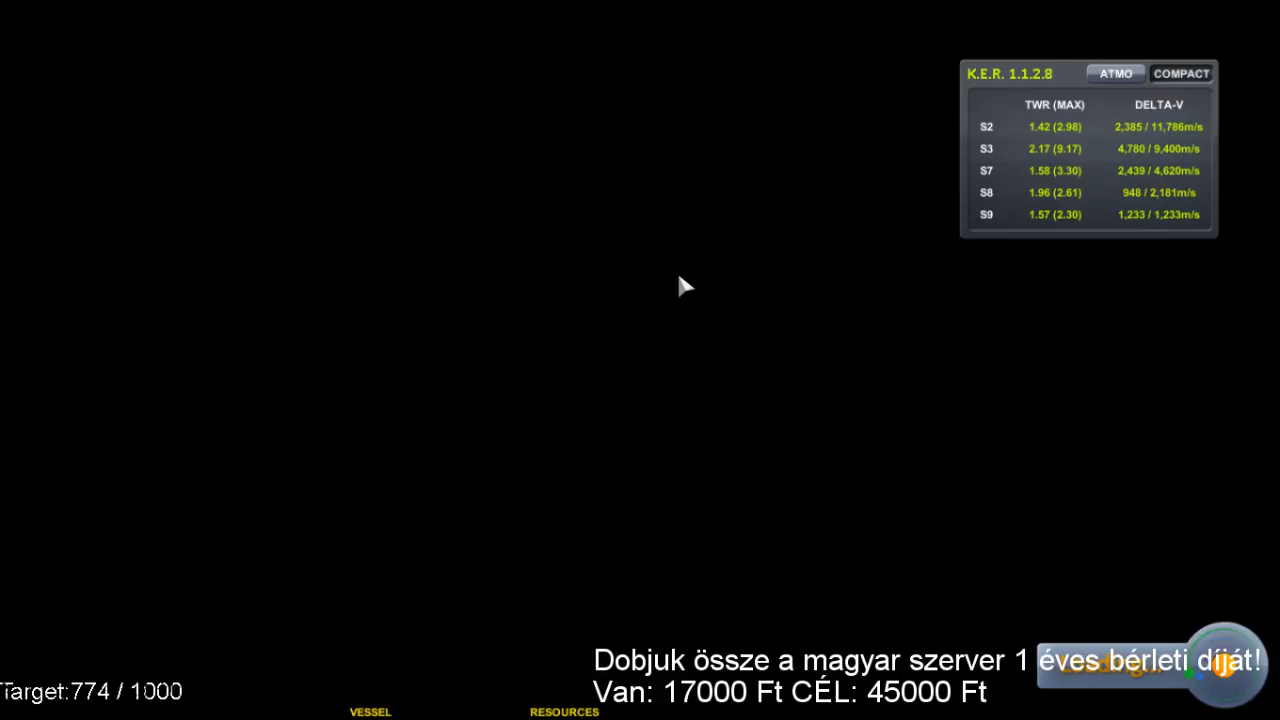 K.E.R. 1.1.2.8 ATMO COMPACT
TWR (MAX) DELTA-V
S2 1.42 (2.98) 2,385 / 11,786m/s
S3 2.17 (9.17) 4,780 / 9,400m/s
S7 1.58 (3.30) 2,439 / 4,620m/s
S8 1.96 (2.61) 948 / 2,181m/s
S9 1.57 (2.30) 1,233 / 1,233m/s
Dobjuk össze a magyar szerver 1 éves bérleti díját!
Loading...
Van: 17000 Ft CÉL: 45000 Ft
Target:774 / 1000
VESSEL RESOURCES